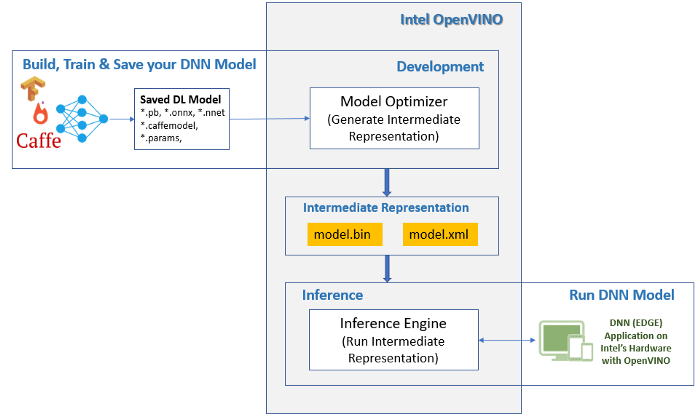 Intel OpenVINO
Build, Train & Save your DNN Model
Development
Caffe
Saved DL Model
*.pb, *.onnx, *.nnet
*.caffemodel,
*.params,
Model Optimizer
(Generate Intermediate
Representation)
Intermediate Representation
model.bin
model.xml
Inference
Run DNN Model
Inference Engine
(Run Intermediate
Representation)
DNN (EDGE)
Application on
Intel's Hardware
with OpenVINO